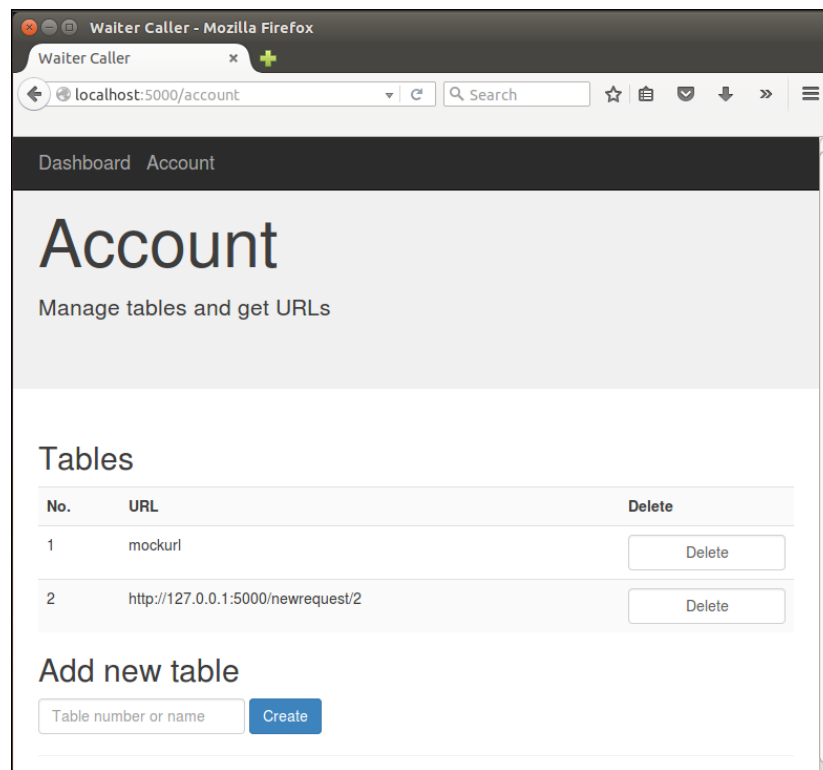 Waiter Caller - Mozilla Firefox
Waiter Caller
localhost:5000/account
Search
Dashboard Account
Account
Manage tables and get URLs
Tables
No. URL Delete
1 mockurl Delete
2 http://127.0.0.1:5000/newrequest/2 Delete
Add new table
Table number or name Create